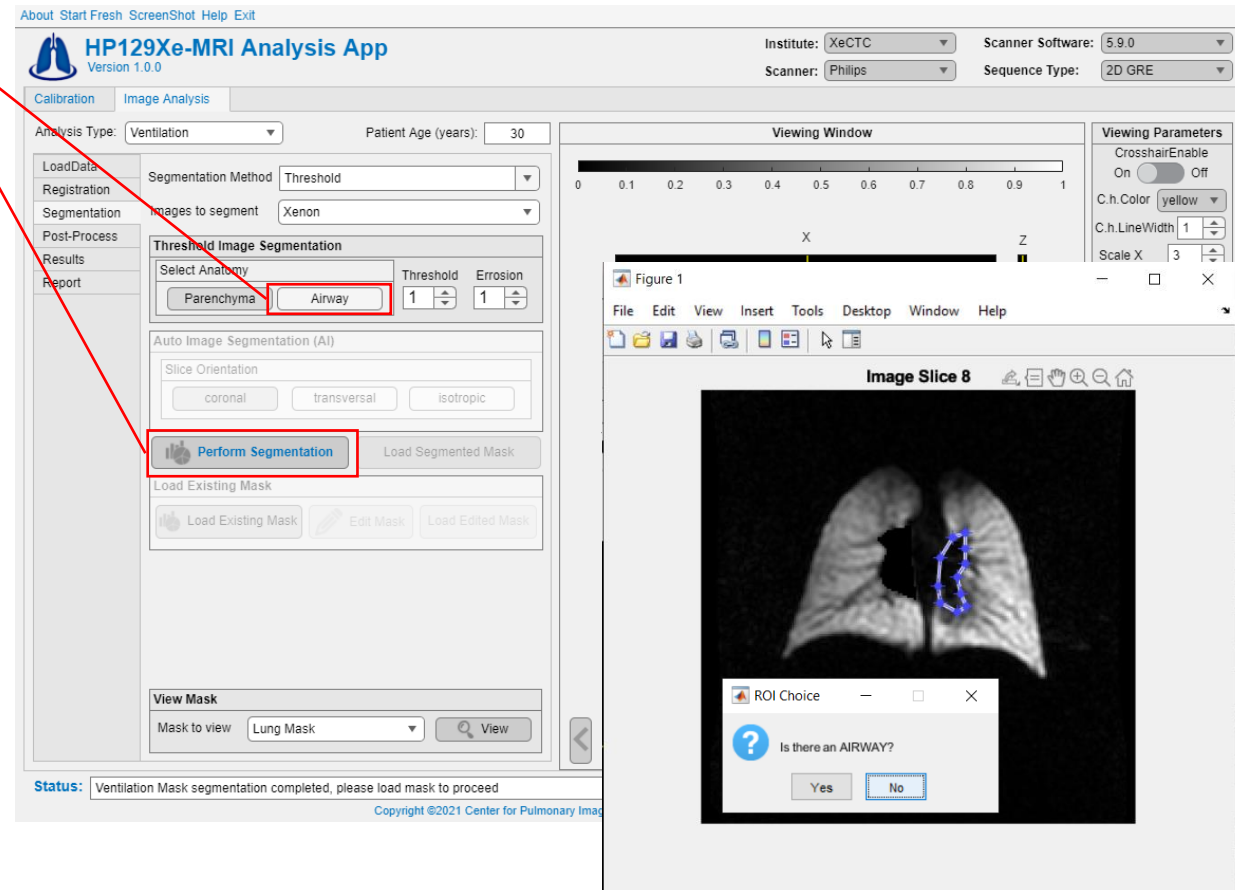 About Start Fresh ScreenShot Help Exit
HP129Xe-MRI Analysis App
Version 1.0.0
Institute: XeCTC
Scanner Software: 5.9.0
Scanner: Philips
Sequence Type: 2D GRE
Calibration Image Analysis
Analysis Type: Ventilation
Patient Age (years): 30
LoadData
Registration
Segmentation
Post-Process
Results
Report
Segmentation Method Threshold
Images to segment Xenon
Threshold Image Segmentation
Select Anatomy
Parenchyma Airway
Threshold Errosion
1 1
Auto Image Segmentation (AI)
Slice Orientation
coronal transversal isotropic
Perform Segmentation Load Segmented Mask
Load Existing Mask
Load Existing Mask Edit Mask Load Edited Mask
View Mask
Mask to view Lung Mask View
Viewing Window
0 0.1 0.2 0.3 0.4 0.5 0.6 0.7 0.8 0.9 1
X Z
Viewing Parameters
CrosshairEnable
On Off
C.h.Color yellow
C.h.LineWidth 1
Scale X 3
Figure 1
File Edit View Insert Tools Desktop Window Help
Image Slice 8
ROI Choice
Is there an AIRWAY?
Yes No
Status: Ventilation Mask segmentation completed, please load mask to proceed
Copyright ©2021 Center for Pulmonary Imag